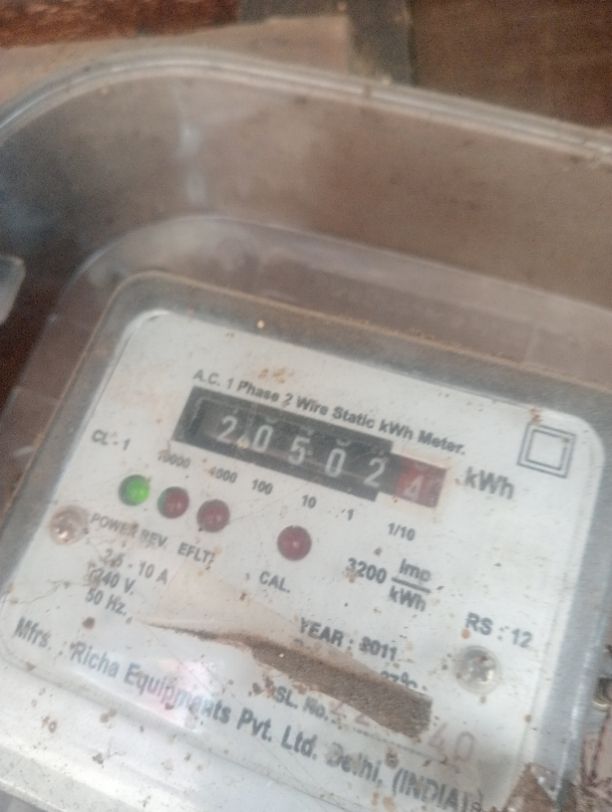 A.C. 1 Phase 2 Wire Static kWh Meter.
CL-1
2 0 5 0 2 4 kWh
10000 1000 100 10 1 1/10
POWER REV. EFLT. CAL.
3200 Imp/kWh
2.5 - 10 A
240 V.
50 Hz.
RS : 12
YEAR : 2011
SL. No.
Mfrs. : Richa Equipments Pvt. Ltd. Delhi, (INDIA)